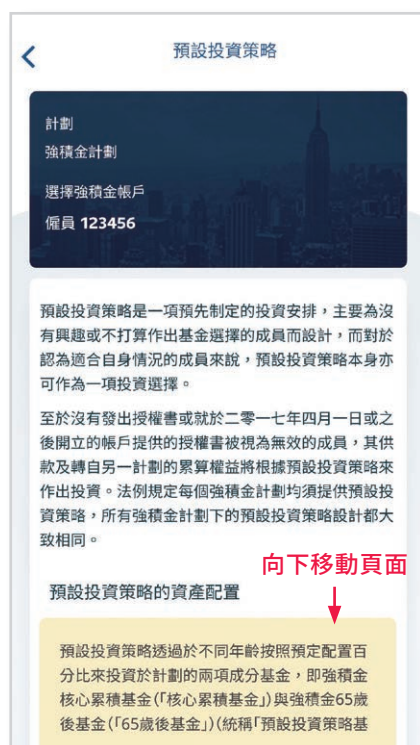 預設投資策略
計劃
強積金計劃
選擇強積金帳戶
僱員 123456
預設投資策略是一項預先制定的投資安排，主要為沒
有興趣或不打算作出基金選擇的成員而設計，而對於
認為適合自身情況的成員來說，預設投資策略本身亦
可作為一項投資選擇。
至於沒有發出授權書或就於二零一七年四月一日或之
後開立的帳戶提供的授權書被視為無效的成員，其供
款及轉自另一計劃的累算權益將根據預設投資策略來
作出投資。法例規定每個強積金計劃均須提供預設投
資策略，所有強積金計劃下的預設投資策略設計都大
致相同。
向下移動頁面
預設投資策略的資產配置
預設投資策略透過於不同年齡按照預定配置百
分比來投資於計劃的兩項成分基金，即強積金
核心累積基金(「核心累積基金」)與強積金65歲
後基金(「65歲後基金」)(統稱「預設投資策略基